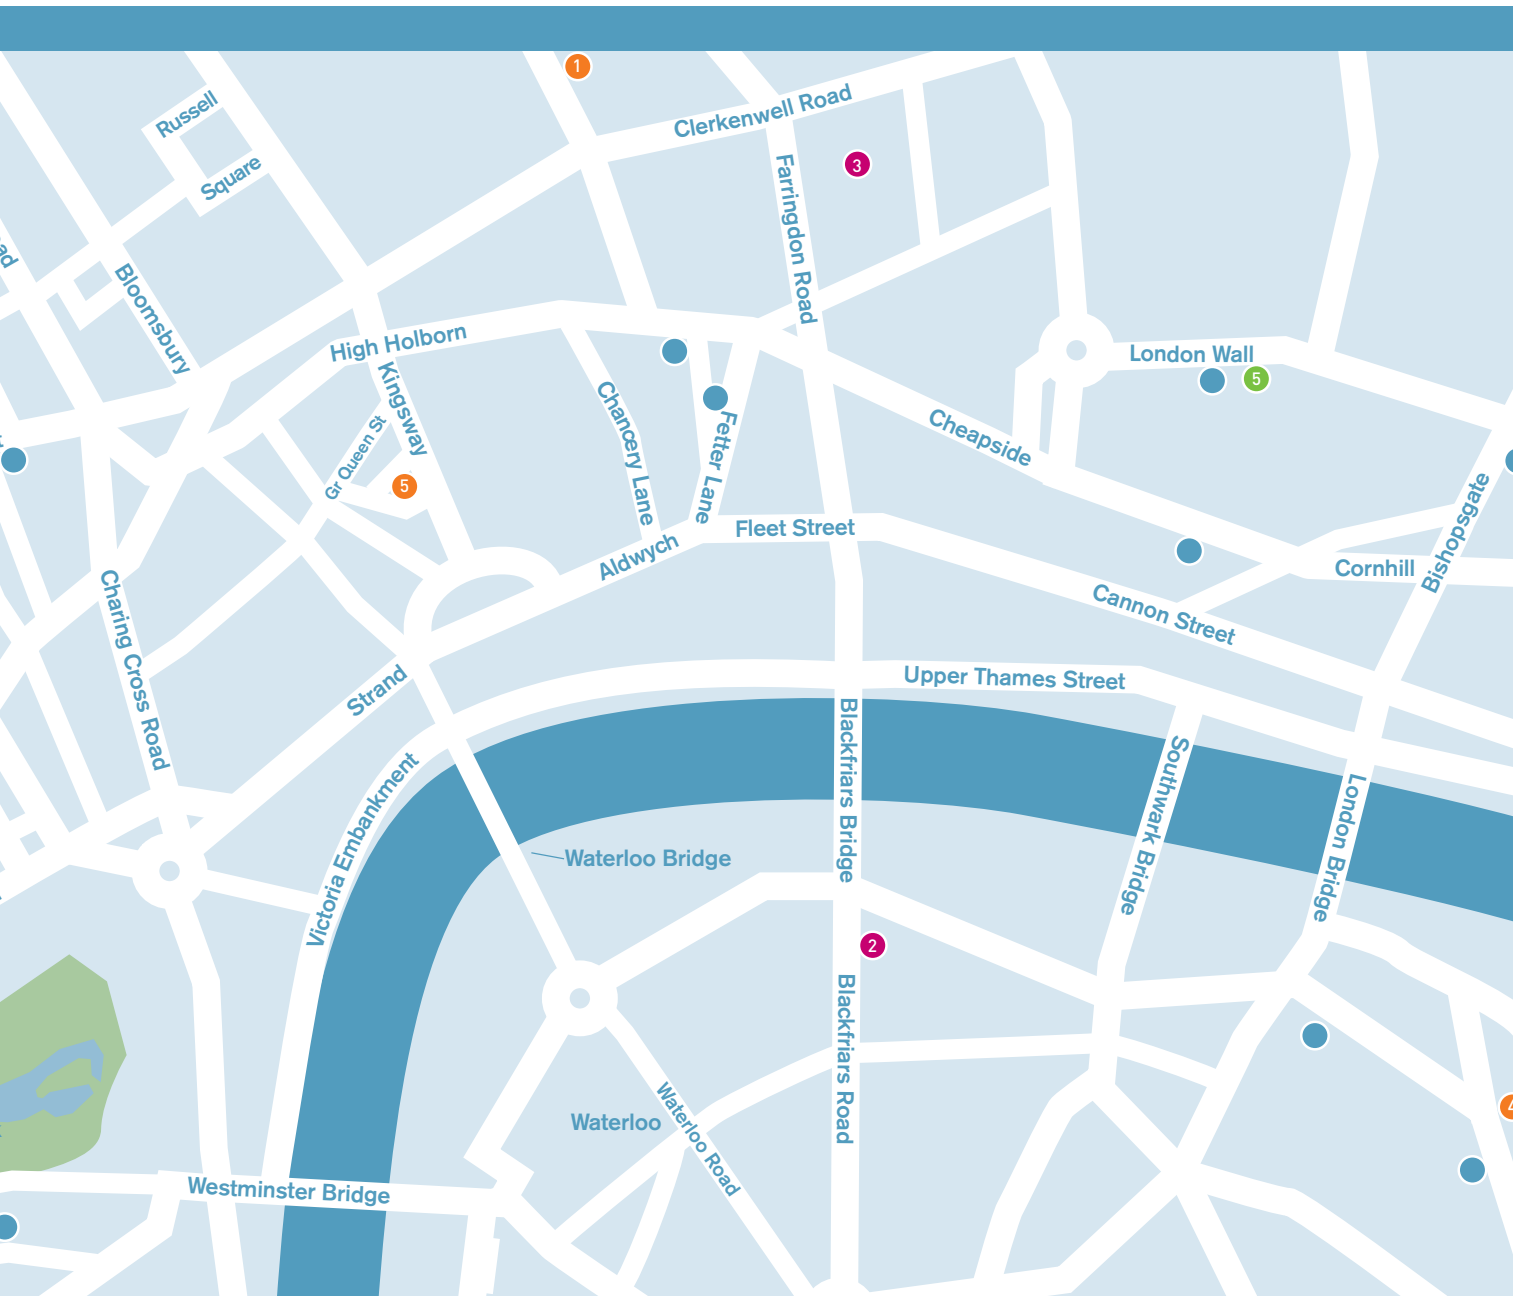 1
Russell
Square
Clerkenwell Road
3
Farringdon Road
ad
Bloomsbury
High Holborn
Kingsway
London Wall
5
Chancery Lane
Fetter Lane
Cheapside
Gr Queen St
5
Fleet Street
Aldwych
Bishopsgate
Cornhill
Cannon Street
Charing Cross Road
Strand
Upper Thames Street
Blackfriars Bridge
Southwark Bridge
London Bridge
Victoria Embankment
Waterloo Bridge
2
Blackfriars Road
Waterloo
Waterloo Road
4
Westminster Bridge